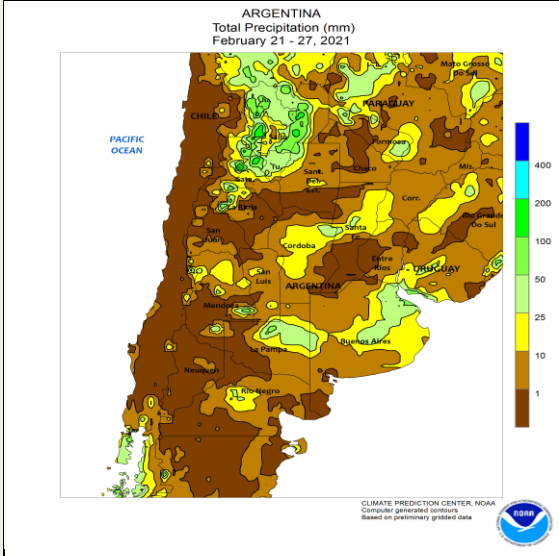 ARGENTINA
Total Precipitation (mm)
February 21 - 27, 2021
Mato Grosso
Do Sul
PARAGUAY
CHILE
PACIFIC
OCEAN
Formosa
Salta
Tu.
Sant.
Del
Est.
Chaco
Mis.
Cata.
La Rioja
Corr.
Rio Grande
Do Sul
San
Juan
Santa
Fe
Cordoba
Entre
Rios
URUGUAY
San
Luis
ARGENTINA
Mendoza
Buenos Aires
La Pampa
Neuquen
Rio Negro
400
200
100
50
25
10
1
CLIMATE PREDICTION CENTER, NOAA
Computer generated contours
Based on preliminary gridded data
NOAA